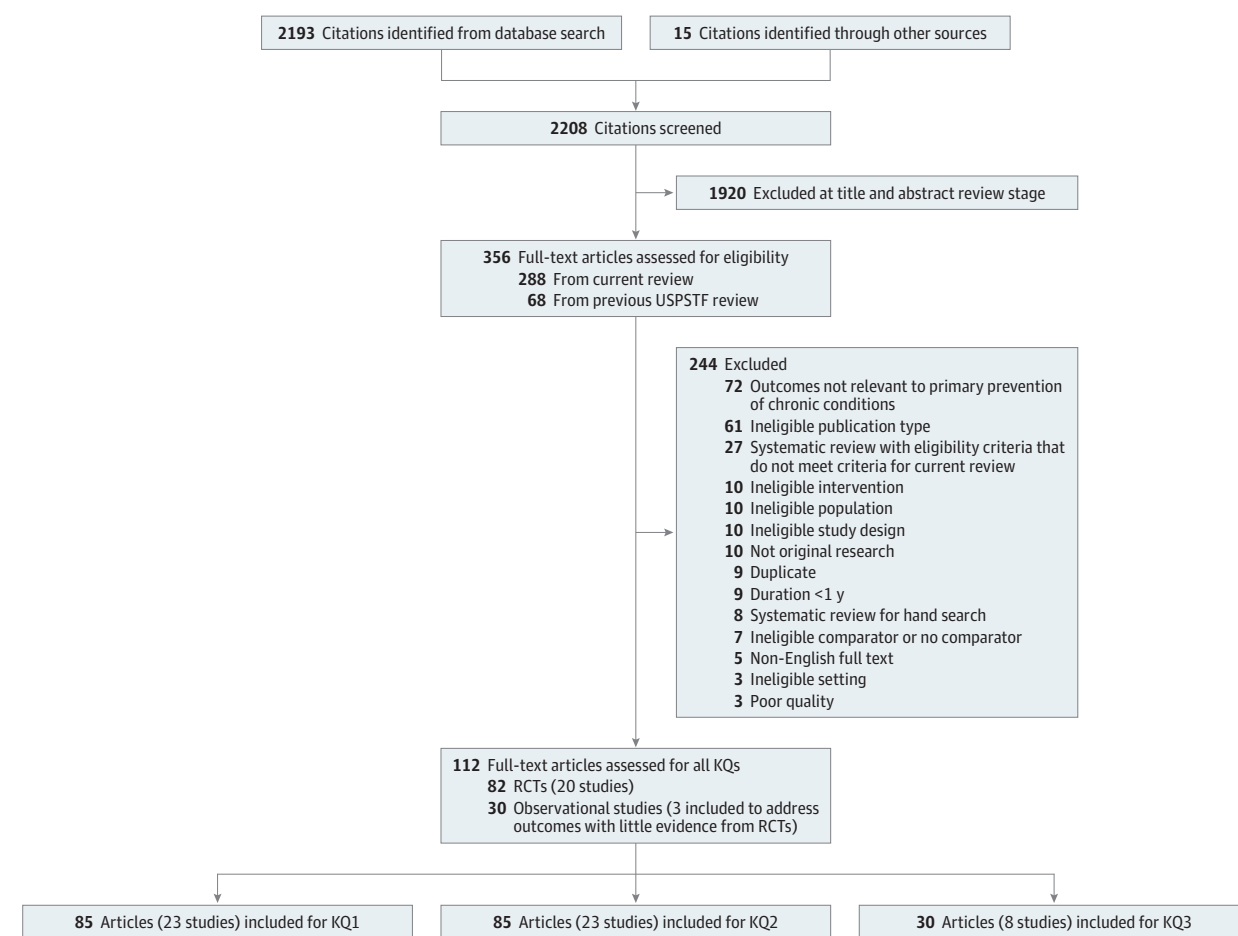 2193 Citations identified from database search
15 Citations identified through other sources
2208 Citations screened
1920 Excluded at title and abstract review stage
356 Full-text articles assessed for eligibility
288 From current review
68 From previous USPSTF review
244 Excluded
72 Outcomes not relevant to primary prevention
of chronic conditions
61 Ineligible publication type
27 Systematic review with eligibility criteria that
do not meet criteria for current review
10 Ineligible intervention
10 Ineligible population
10 Ineligible study design
10 Not original research
9 Duplicate
9 Duration <1 y
8 Systematic review for hand search
7 Ineligible comparator or no comparator
5 Non-English full text
3 Ineligible setting
3 Poor quality
112 Full-text articles assessed for all KQs
82 RCTs (20 studies)
30 Observational studies (3 included to address
outcomes with little evidence from RCTs)
85 Articles (23 studies) included for KQ1
85 Articles (23 studies) included for KQ2
30 Articles (8 studies) included for KQ3